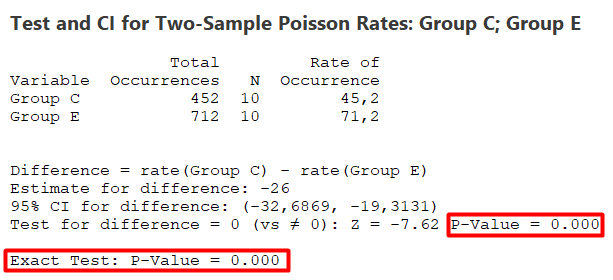 Test and CI for Two-Sample Poisson Rates: Group C; Group E
Total Rate of
Variable Occurrences N Occurrence
Group C 452 10 45,2
Group E 712 10 71,2
Difference = rate(Group C) - rate(Group E)
Estimate for difference: -26
95% CI for difference: (-32,6869, -19,3131)
Test for difference = 0 (vs ≠ 0): Z = -7.62 P-Value = 0.000
Exact Test: P-Value = 0.000